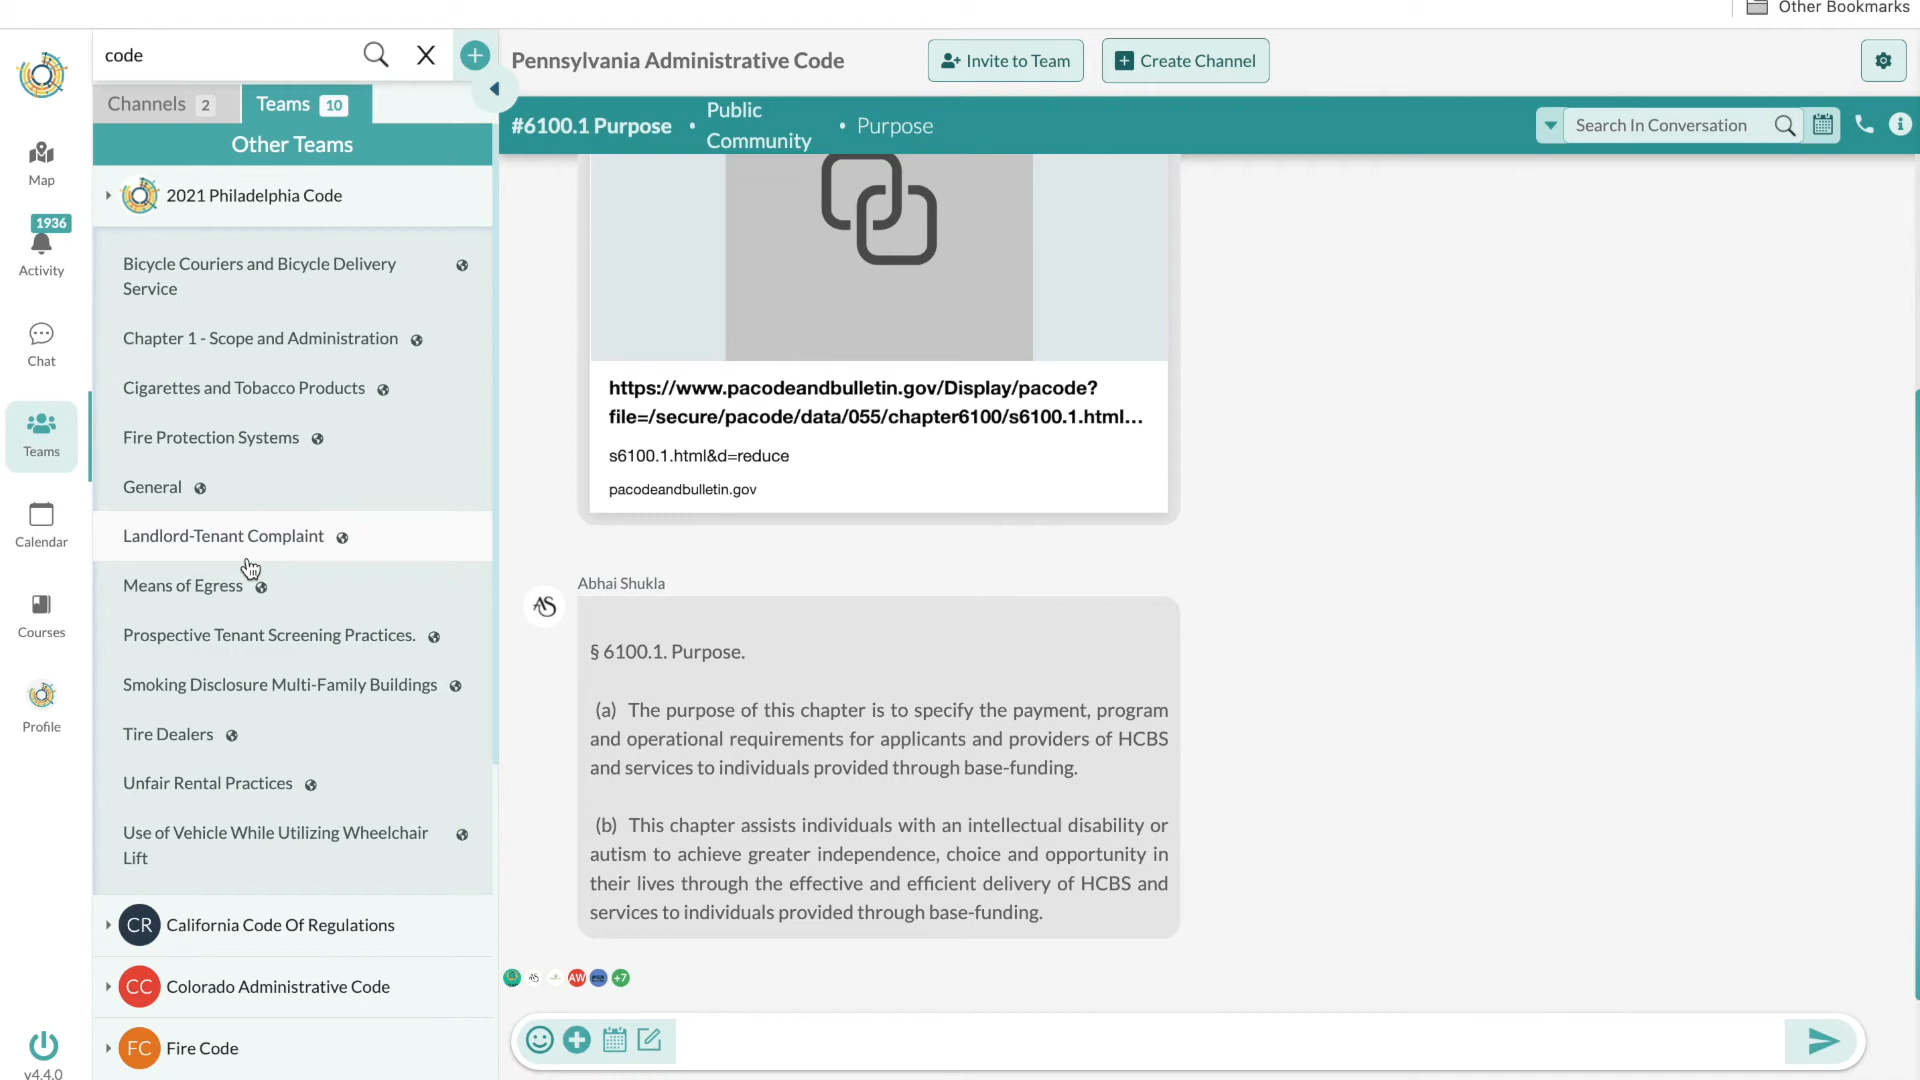 Other Bookmarks
code
Pennsylvania Administrative Code
Invite to Team
Create Channel
Channels 2
Teams 10
Other Teams
#6100.1 Purpose • Public Community • Purpose
Search In Conversation
Map
1936
Activity
Chat
Teams
Calendar
Courses
Profile
v4.4.0
2021 Philadelphia Code
Bicycle Couriers and Bicycle Delivery
Service
Chapter 1 - Scope and Administration
Cigarettes and Tobacco Products
Fire Protection Systems
General
Landlord-Tenant Complaint
Means of Egress
Prospective Tenant Screening Practices.
Smoking Disclosure Multi-Family Buildings
Tire Dealers
Unfair Rental Practices
Use of Vehicle While Utilizing Wheelchair
Lift
CR California Code Of Regulations
CC Colorado Administrative Code
FC Fire Code
https://www.pacodeandbulletin.gov/Display/pacode?
file=/secure/pacode/data/055/chapter6100/s6100.1.html...
s6100.1.html&d=reduce
pacodeandbulletin.gov
Abhai Shukla
AS
§ 6100.1. Purpose.
(a) The purpose of this chapter is to specify the payment, program
and operational requirements for applicants and providers of HCBS
and services to individuals provided through base-funding.
(b) This chapter assists individuals with an intellectual disability or
autism to achieve greater independence, choice and opportunity in
their lives through the effective and efficient delivery of HCBS and
services to individuals provided through base-funding.
AS AW +7